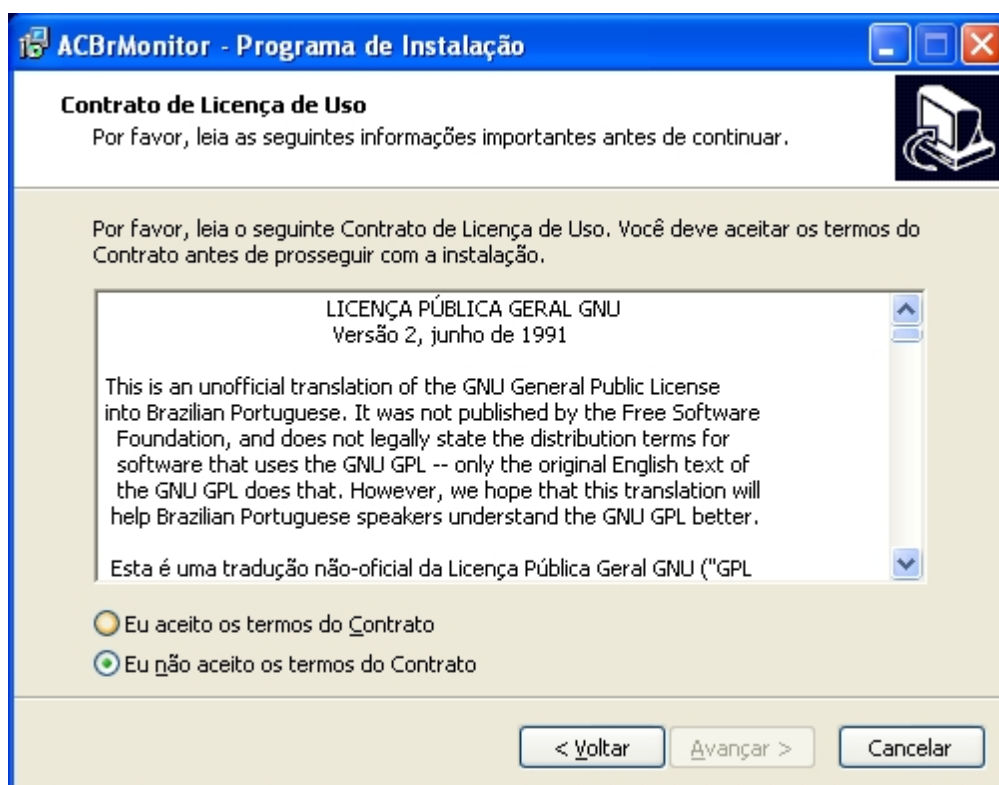 ACBrMonitor - Programa de Instalação
Contrato de Licença de Uso
Por favor, leia as seguintes informações importantes antes de continuar.
Por favor, leia o seguinte Contrato de Licença de Uso. Você deve aceitar os termos do
Contrato antes de prosseguir com a instalação.
LICENÇA PÚBLICA GERAL GNU
Versão 2, junho de 1991
This is an unofficial translation of the GNU General Public License
into Brazilian Portuguese. It was not published by the Free Software
Foundation, and does not legally state the distribution terms for
software that uses the GNU GPL -- only the original English text of
the GNU GPL does that. However, we hope that this translation will
help Brazilian Portuguese speakers understand the GNU GPL better.
Esta é uma tradução não-oficial da Licença Pública Geral GNU ("GPL
Eu aceito os termos do Contrato
Eu não aceito os termos do Contrato
< Voltar
Avançar >
Cancelar